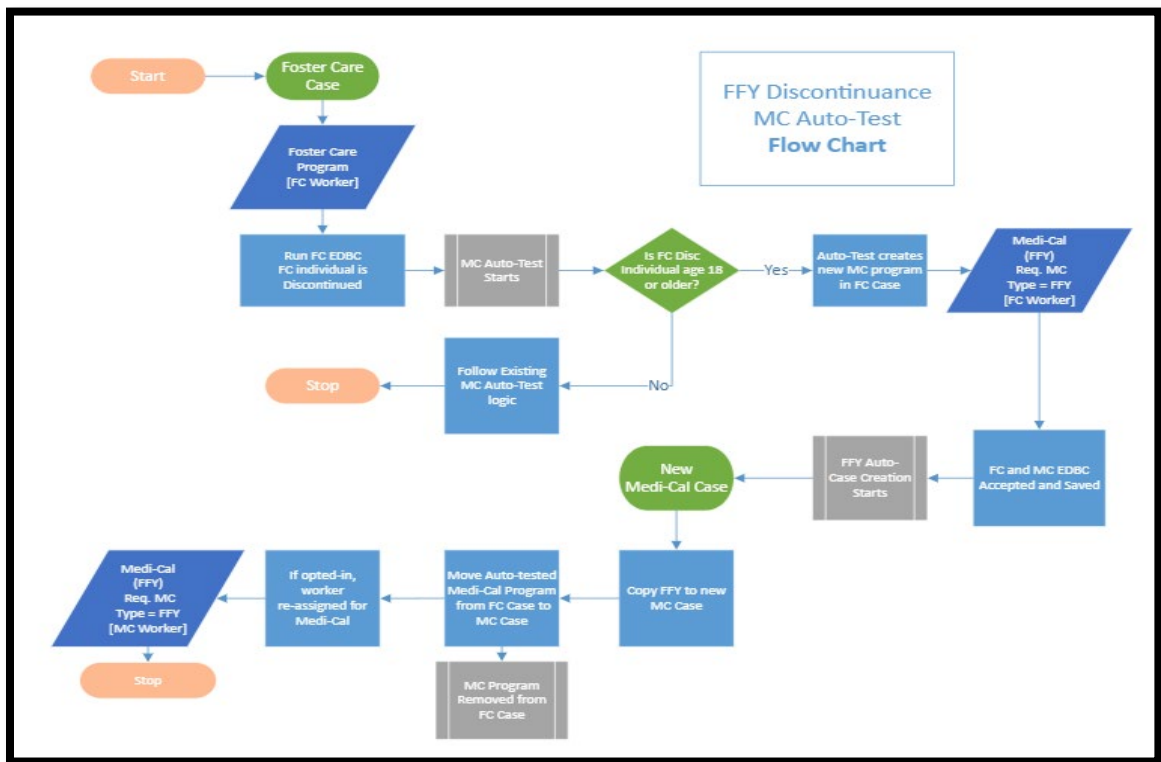 Start
Foster Care
Case
FFY Discontinuance
MC Auto-Test
Flow Chart
Foster Care
Program
[FC Worker]
Run FC EDBC
FC individual is
Discontinued
MC Auto-Test
Starts
Is FC Disc
Individual age 18
or older?
Yes
Auto-Test creates
new MC program
in FC Case
Medi-Cal
(FFY)
Req. MC
Type = FFY
[FC Worker]
No
Follow Existing
MC Auto-Test
logic
Stop
FC and MC EDBC
Accepted and Saved
FFY Auto-
Case Creation
Starts
New
Medi-Cal Case
Copy FFY to new
MC Case
Move Auto-tested
Medi-Cal Program
from FC Case to
MC Case
MC Program
Removed from
FC Case
If opted-in,
worker
re-assigned for
Medi-Cal
Medi-Cal
(FFY)
Req. MC
Type = FFY
[MC Worker]
Stop